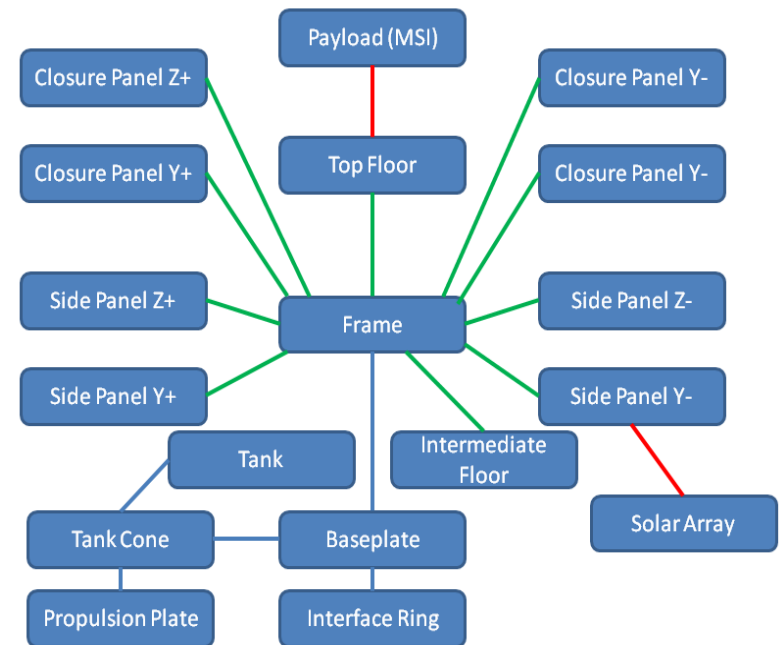 Payload (MSI)
Closure Panel Z+
Closure Panel Y-
Top Floor
Closure Panel Y+
Closure Panel Y-
Side Panel Z+
Frame
Side Panel Z-
Side Panel Y+
Side Panel Y-
Tank
Intermediate
Floor
Solar Array
Tank Cone
Baseplate
Propulsion Plate
Interface Ring